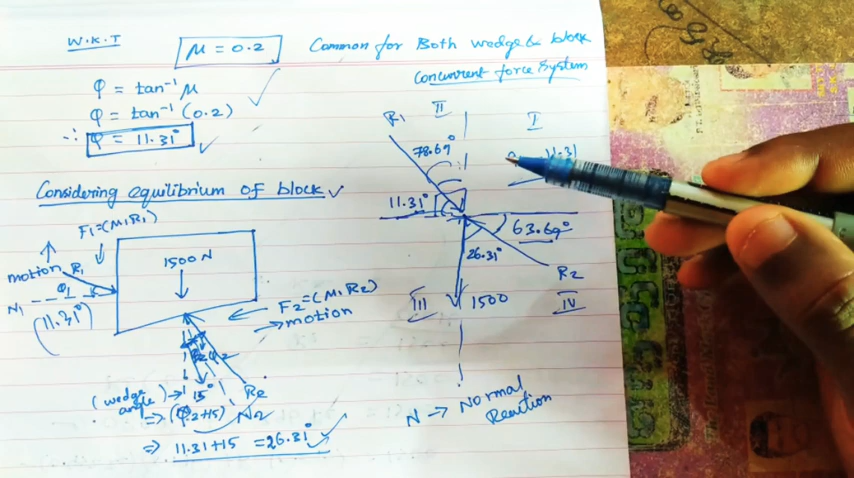 W.K.T
μ = 0.2
Common for Both wedge & block
Concurrent force System
φ = tan⁻¹ μ
φ = tan⁻¹ (0.2)
∴ φ = 11.31°
Considering equilibrium of block
F1=(μ1R1)
motion
R1
N1
φ1
(11.31°)
1500 N
F2=(μ1R2)
motion
R2
N2
(wedge angle)
15°
⇒ (φ2+15)
⇒ 11.31+15 = 26.31°
R1
II
I
78.69°
11.31
11.31°
63.69°
26.31°
R2
III
1500
IV
N → Normal
Reaction